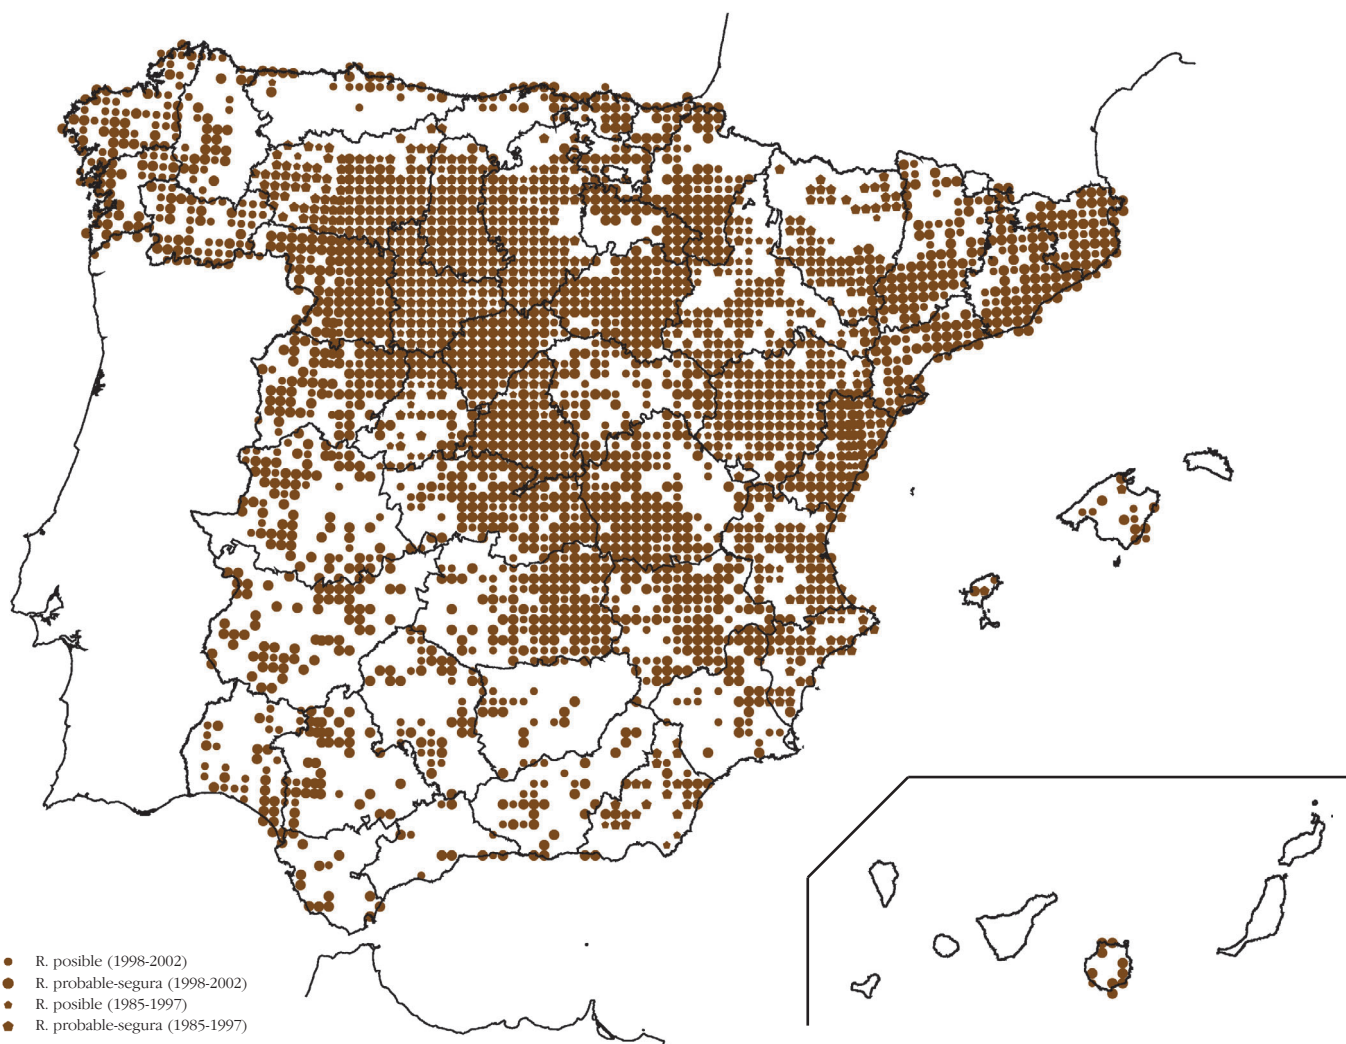 R. posible (1998-2002)
R. probable-segura (1998-2002)
R. posible (1985-1997)
R. probable-segura (1985-1997)